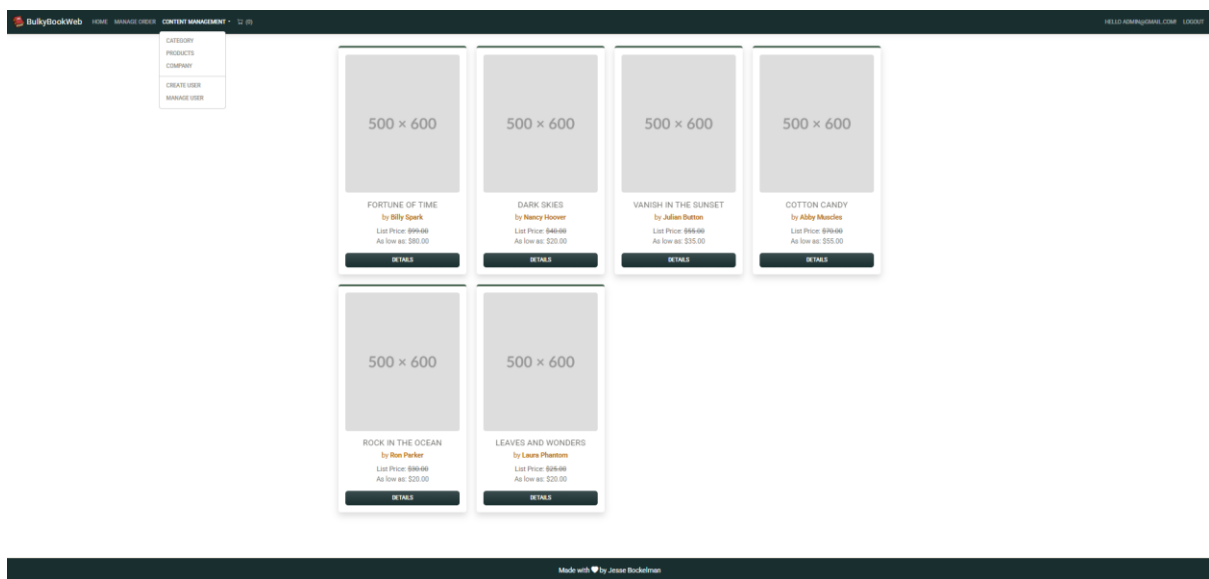 BulkyBookWeb HOME MANAGE ORDER CONTENT MANAGEMENT (0) HELLO ADMIN@GMAIL.COM! LOGOUT
CATEGORY
PRODUCTS
COMPANY
CREATE USER
MANAGE USER
500 × 600 500 × 600 500 × 600 500 × 600
FORTUNE OF TIME DARK SKIES VANISH IN THE SUNSET COTTON CANDY
by Billy Spark by Nancy Hoover by Julian Button by Abby Muscles
List Price: $99.00 List Price: $40.00 List Price: $55.00 List Price: $70.00
As low as: $80.00 As low as: $20.00 As low as: $35.00 As low as: $55.00
DETAILS DETAILS DETAILS DETAILS
500 × 600 500 × 600
ROCK IN THE OCEAN LEAVES AND WONDERS
by Ron Parker by Laura Phantom
List Price: $30.00 List Price: $25.00
As low as: $20.00 As low as: $20.00
DETAILS DETAILS
Made with by Jesse Bockelman